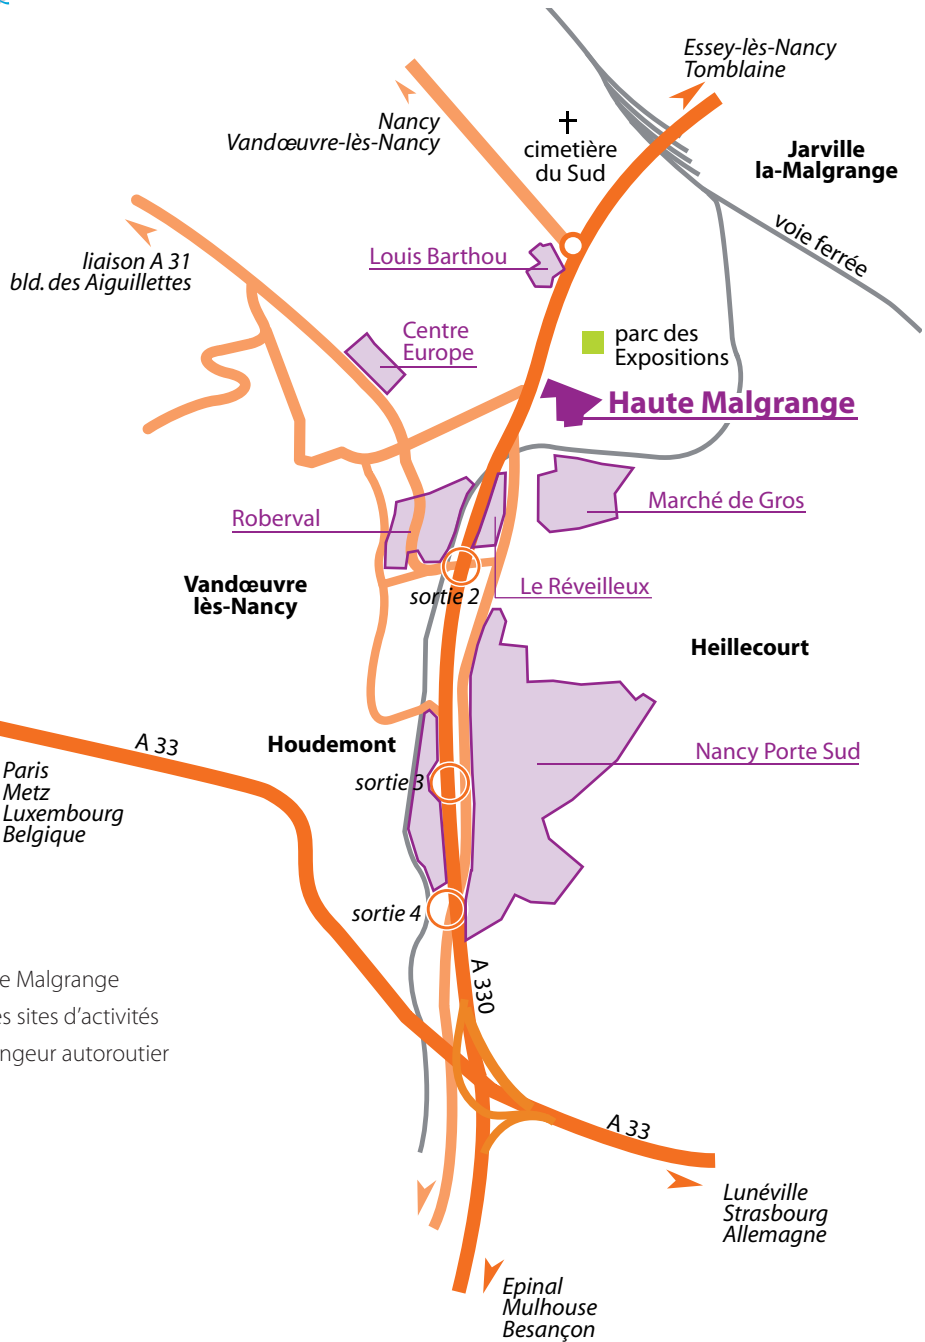 Essey-lès-Nancy
Tomblaine
Nancy
Vandœuvre-lès-Nancy
cimetière
du Sud
Jarville
la-Malgrange
voie ferrée
Louis Barthou
liaison A 31
bld. des Aiguillettes
Centre
Europe
parc des
Expositions
Haute Malgrange
Roberval
Marché de Gros
Vandœuvre
lès-Nancy
sortie 2
Le Réveilleux
Heillecourt
A 33
Houdemont
Nancy Porte Sud
Paris
Metz
Luxembourg
Belgique
sortie 3
sortie 4
A 330
e Malgrange
es sites d’activités
ngeur autoroutier
A 33
Lunéville
Strasbourg
Allemagne
Epinal
Mulhouse
Besançon